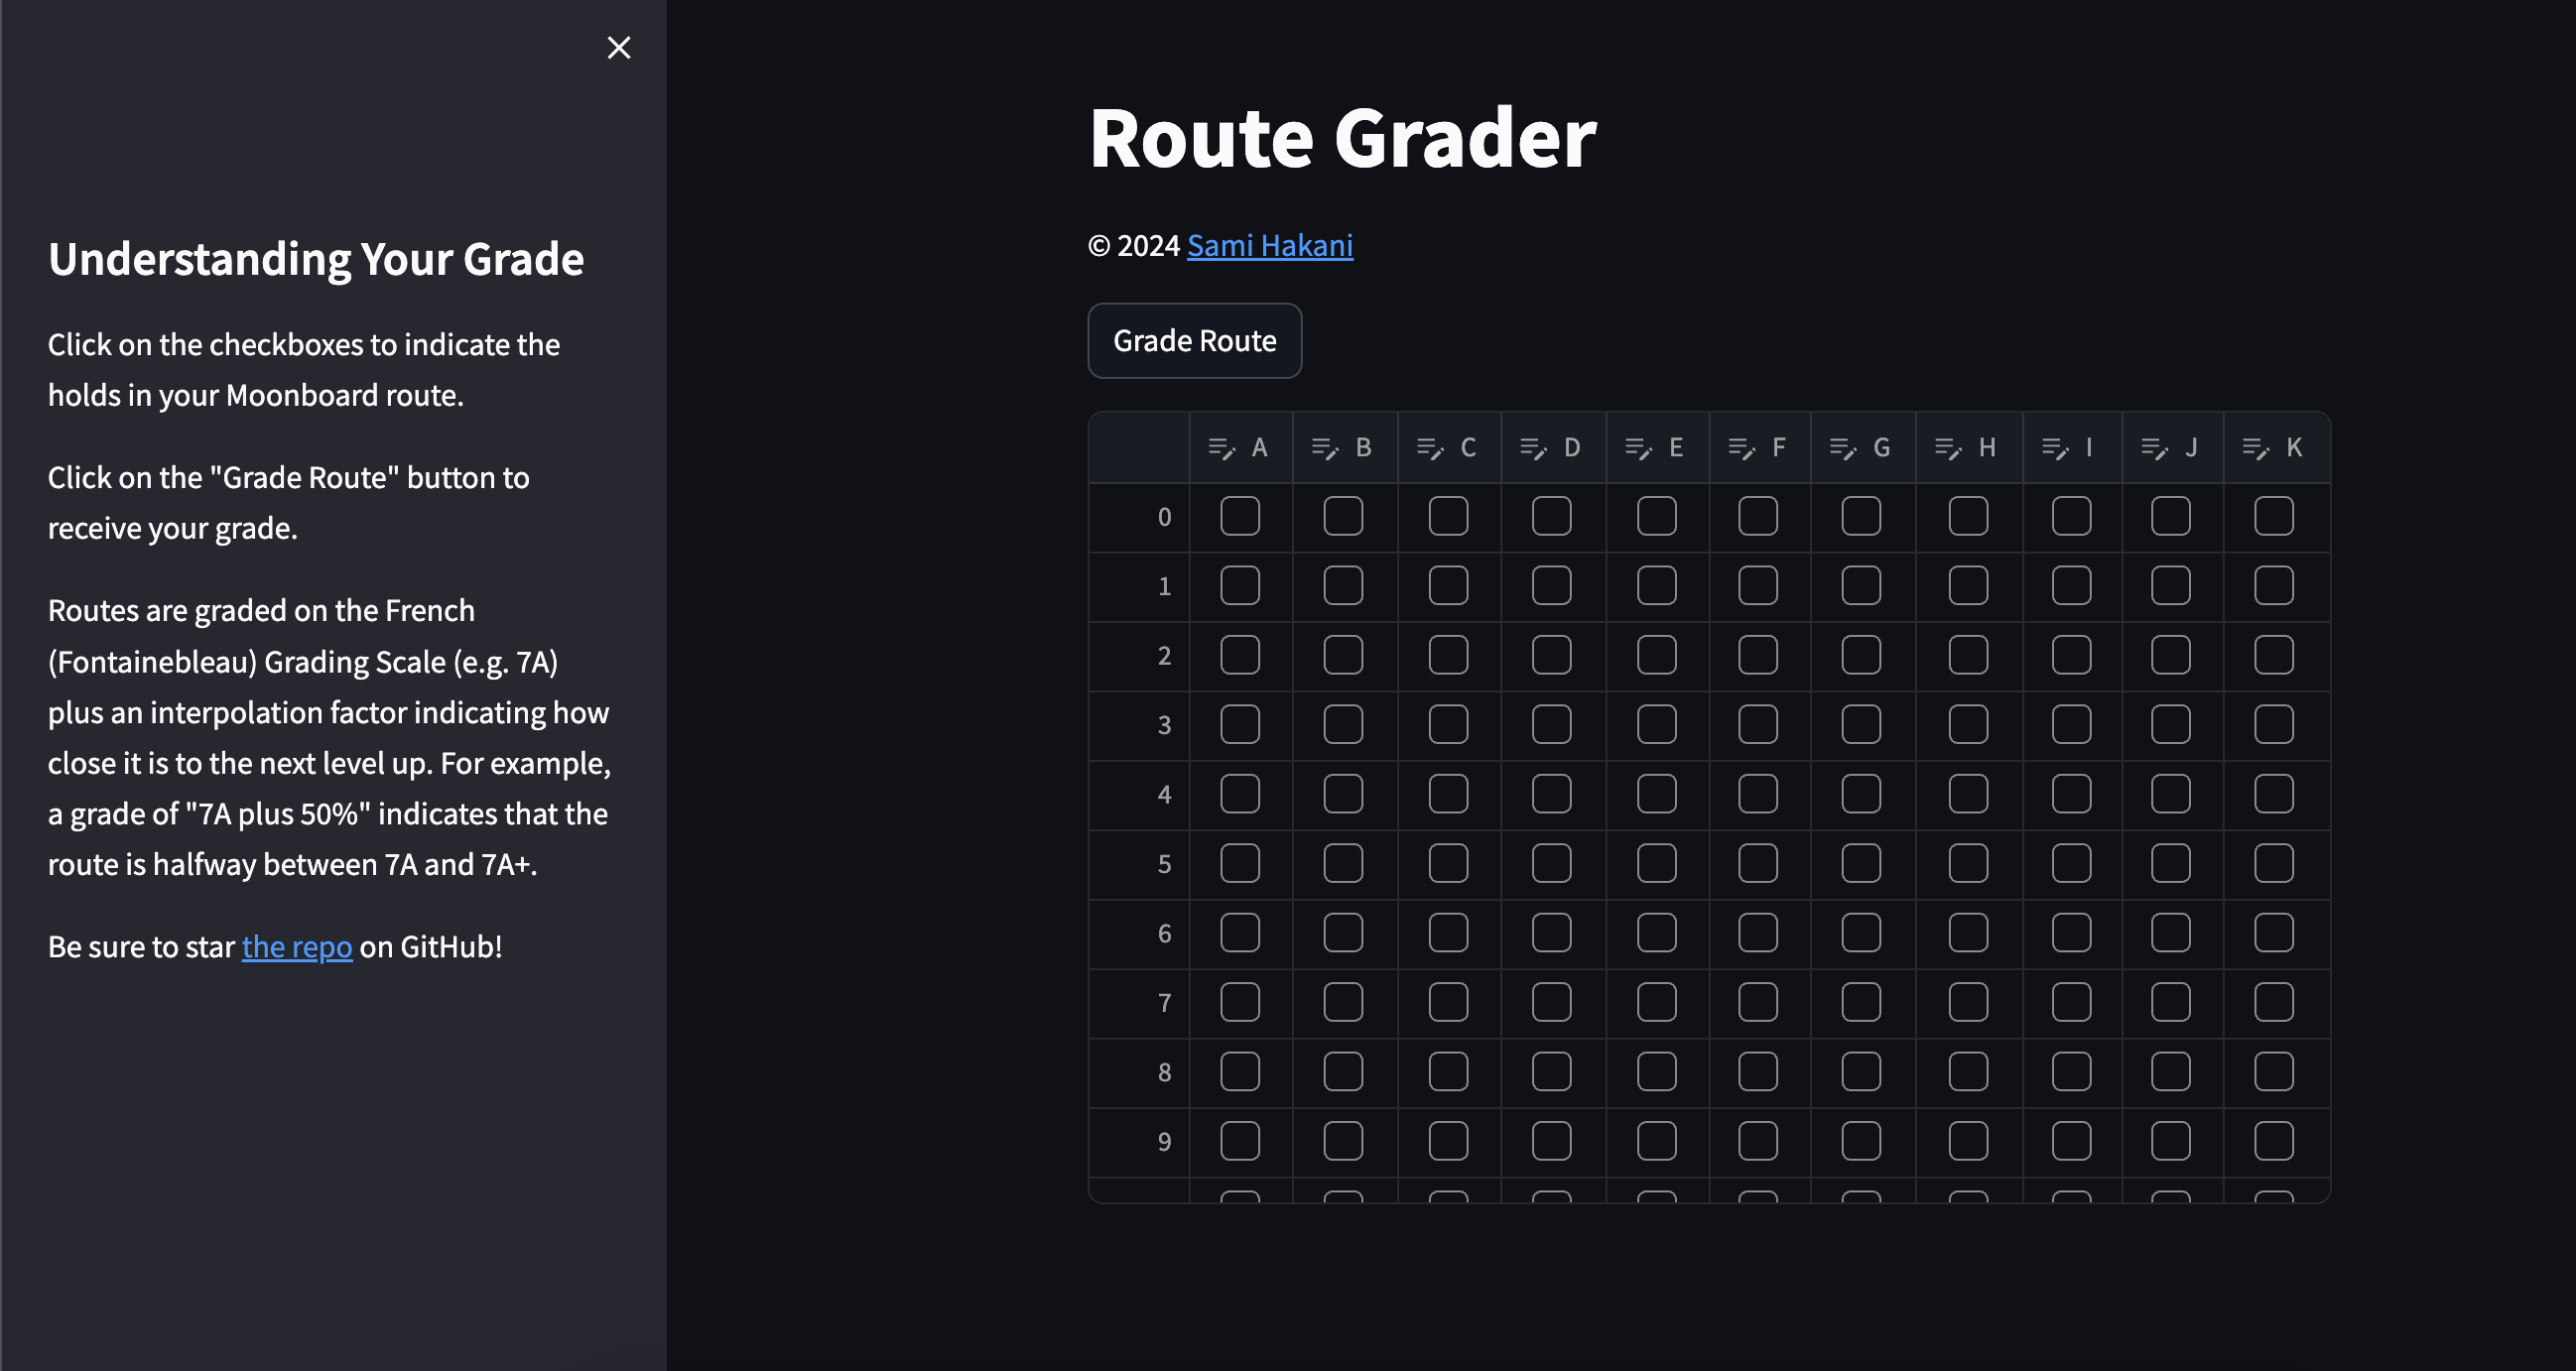 Understanding Your Grade
Click on the checkboxes to indicate the
holds in your Moonboard route.
Click on the "Grade Route" button to
receive your grade.
Routes are graded on the French
(Fontainebleau) Grading Scale (e.g. 7A)
plus an interpolation factor indicating how
close it is to the next level up. For example,
a grade of "7A plus 50%" indicates that the
route is halfway between 7A and 7A+.
Be sure to star the repo on GitHub!
Route Grader
© 2024 Sami Hakani
Grade Route
A B C D E F G H I J K
0
1
2
3
4
5
6
7
8
9